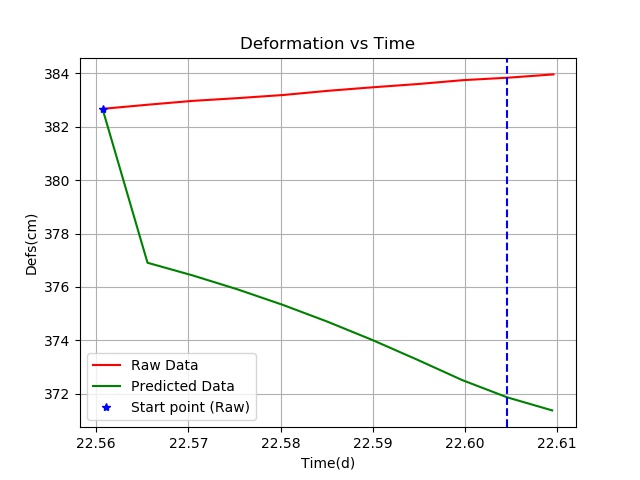 Deformation vs Time
Defs(cm)
384
382
380
378
376
374
372
Raw Data
Predicted Data
Start point (Raw)
22.56 22.57 22.58 22.59 22.60 22.61
Time(d)